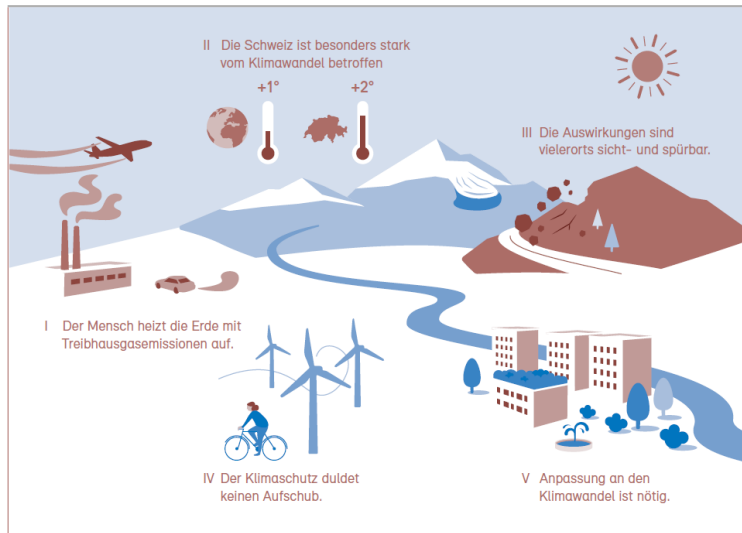 II Die Schweiz ist besonders stark
vom Klimawandel betroffen
+1°
+2°
III Die Auswirkungen sind
vielerorts sicht- und spürbar.
I Der Mensch heizt die Erde mit
Treibhausgasemissionen auf.
IV Der Klimaschutz duldet
keinen Aufschub.
V Anpassung an den
Klimawandel ist nötig.